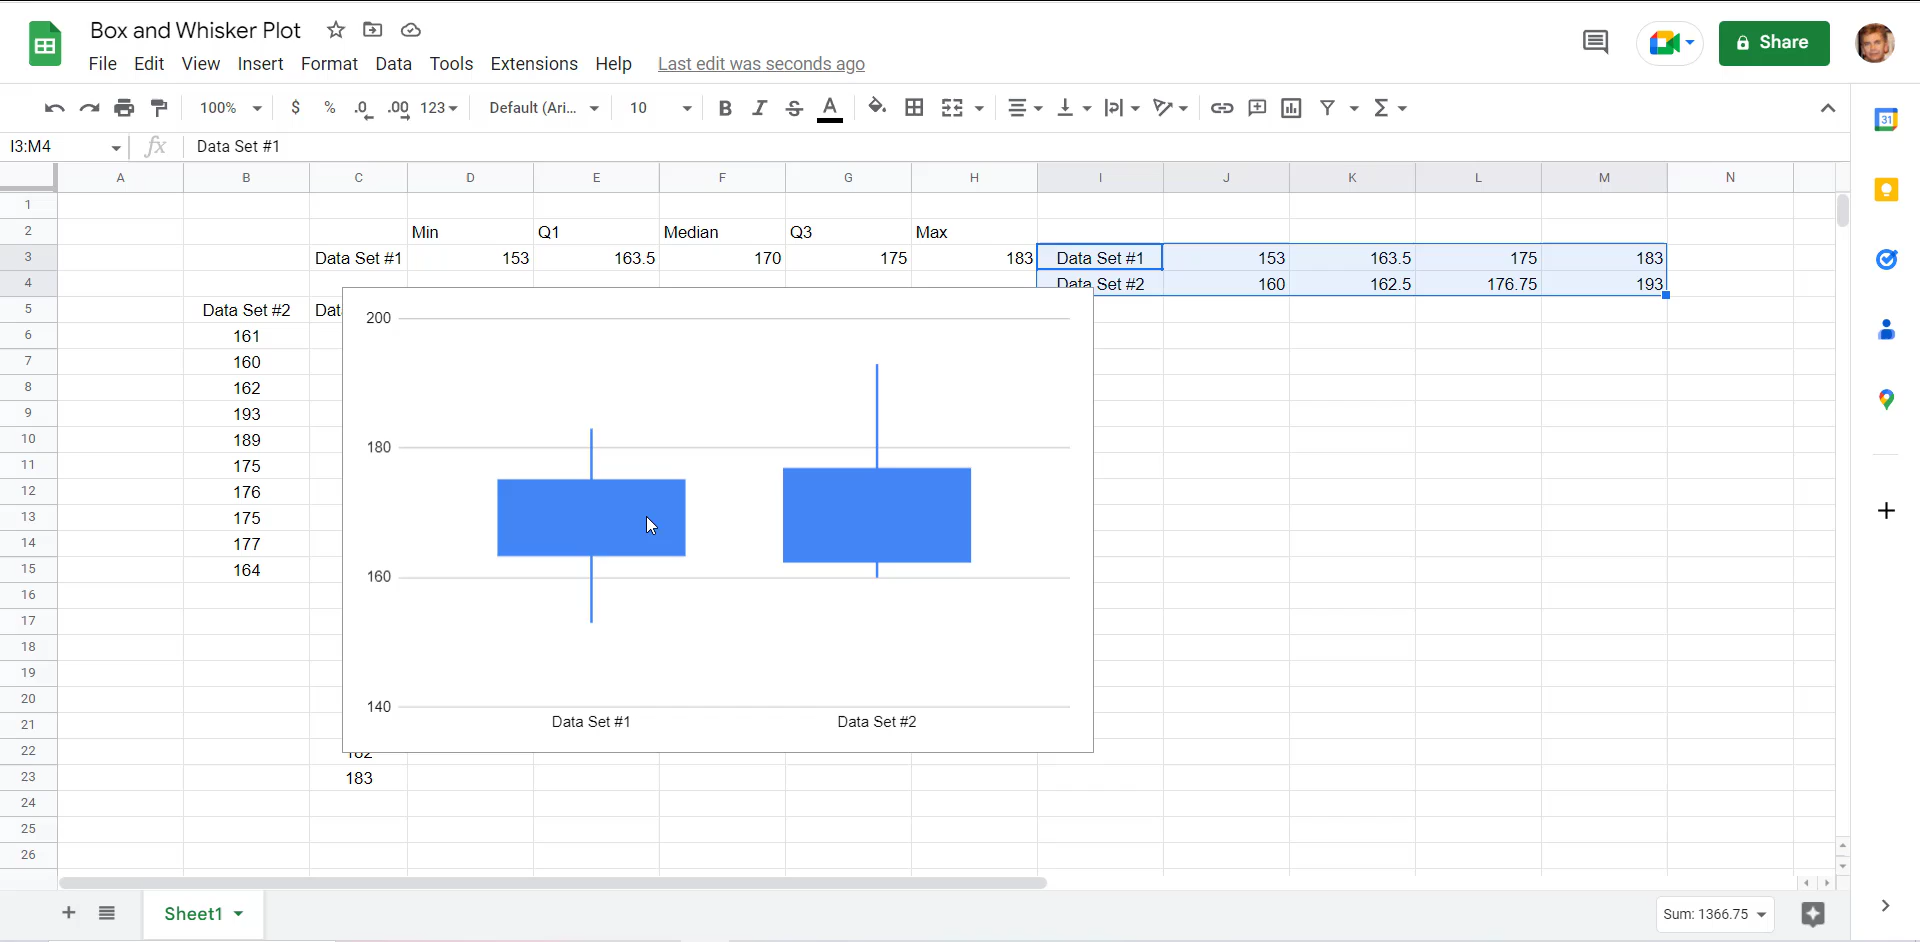 Box and Whisker Plot
File Edit View Insert Format Data Tools Extensions Help Last edit was seconds ago
Share
100% $ % .0 .00 123 Default (Ari... 10 B I S A Σ
31
I3:M4 fx Data Set #1
A B C D E F G H I J K L M N
1
2 Min Q1 Median Q3 Max
3 Data Set #1 153 163.5 170 175 183 Data Set #1 153 163.5 175 183
4 Data Set #2 160 162.5 176.75 193
5 Data Set #2 Dat
6 161
7 160
8 162
9 193
10 189
11 175
12 176
13 175
14 177
15 164
16
17
18
19
20
21
22
23 183
24
25
26
200
180
160
140
Data Set #1 Data Set #2
Sheet1
Sum: 1366.75